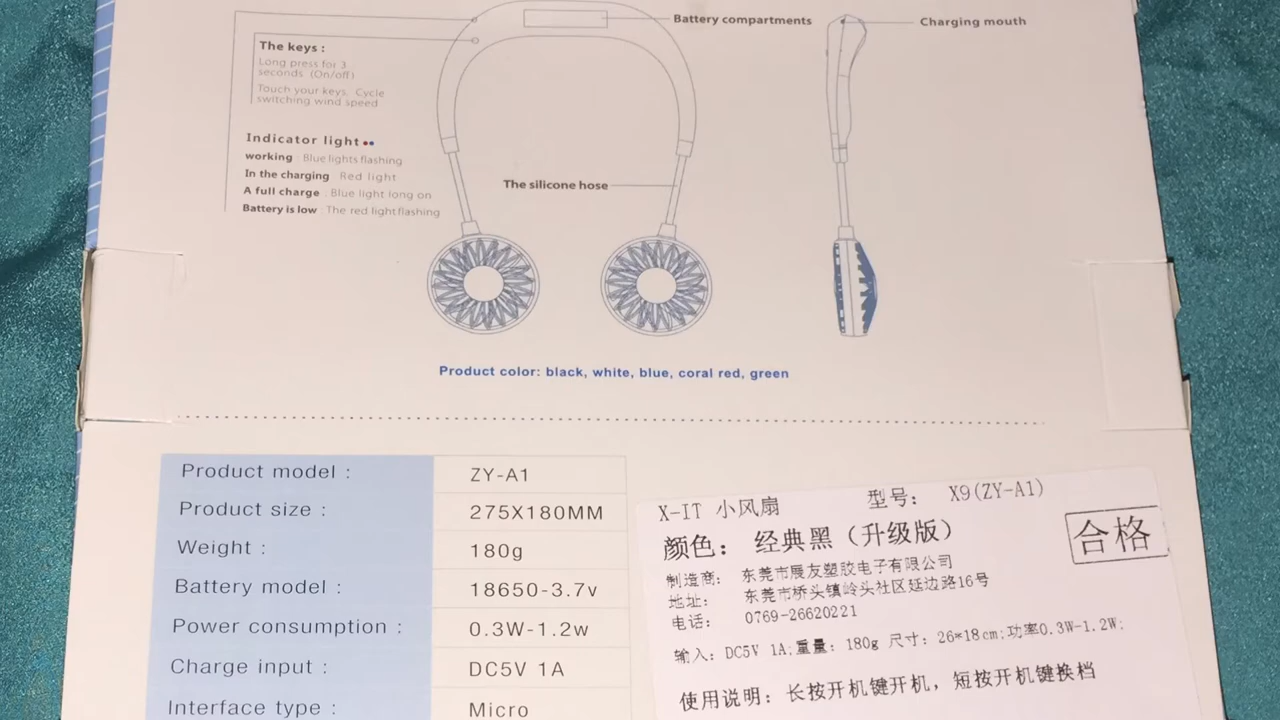 Battery compartments
Charging mouth
The keys :
Long press for 3
seconds (On/off)
Touch your keys. Cycle
switching wind speed
Indicator light
working : Blue lights flashing
In the charging : Red light
A full charge : Blue light long on
Battery is low : The red light flashing
The silicone hose
Product color: black, white, blue, coral red, green
Product model : ZY-A1
Product size : 275X180MM
Weight : 180g
Battery model : 18650-3.7v
Power consumption : 0.3W-1.2w
Charge input : DC5V 1A
Interface type : Micro
X-IT 小风扇 型号： X9(ZY-A1)
颜色： 经典黑（升级版）
合格
制造商： 东莞市展友塑胶电子有限公司
地址： 东莞市桥头镇岭头社区延边路16号
电话： 0769-26620221
输入：DC5V 1A;重量：180g 尺寸：26*18cm;功率0.3W-1.2W;
使用说明：长按开机键开机，短按开机键换档